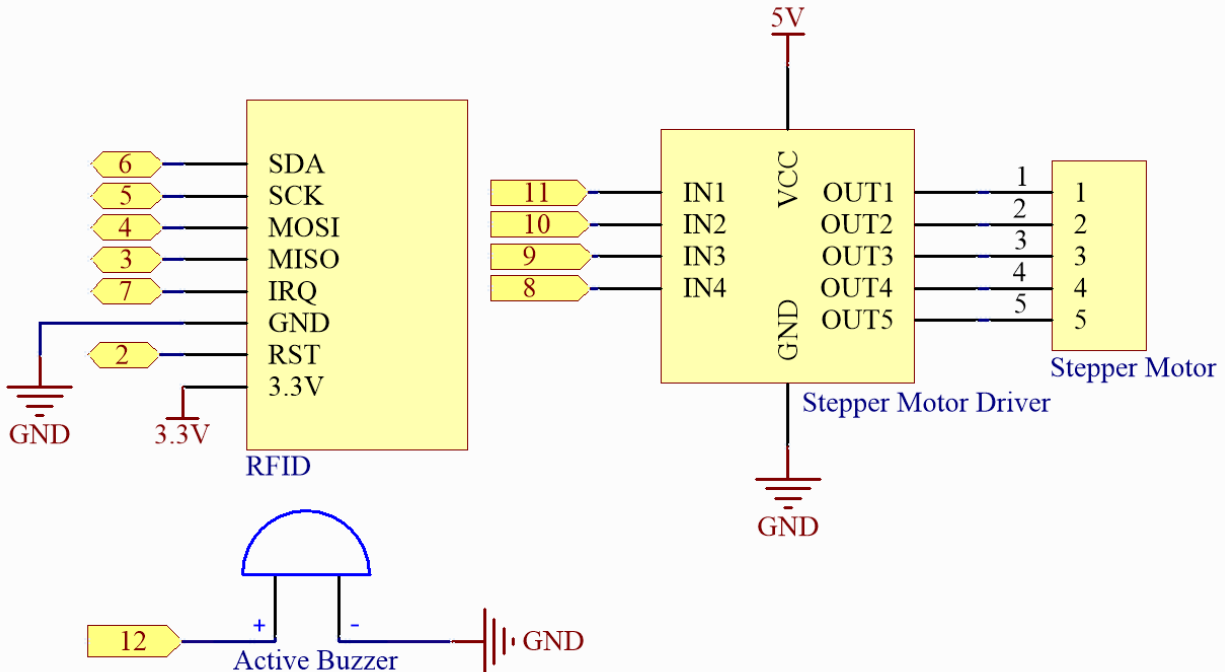 5V
6 SDA
5 SCK
4 MOSI
3 MISO
7 IRQ
GND
2 RST
3.3V
GND
3.3V
RFID
11 IN1
10 IN2
9 IN3
8 IN4
VCC
GND
OUT1 1 1
OUT2 2 2
OUT3 3 3
OUT4 4 4
OUT5 5 5
Stepper Motor
Stepper Motor Driver
GND
12 + - GND
Active Buzzer